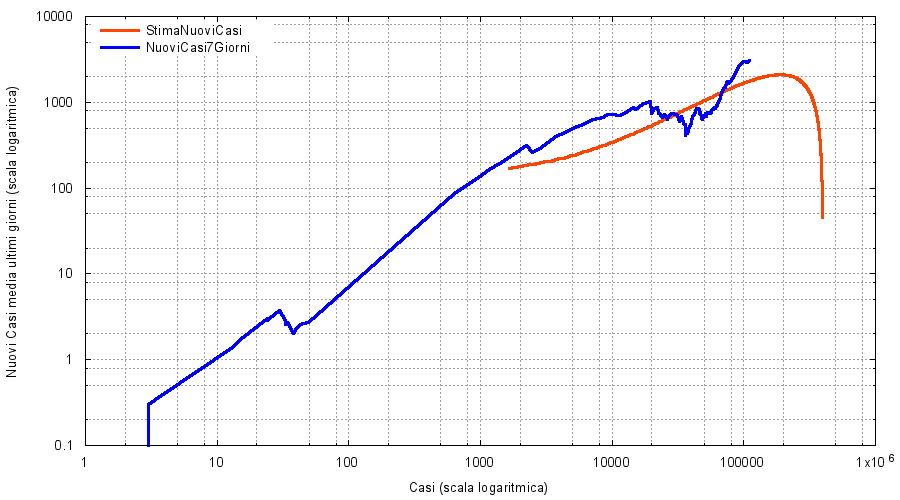 10000
1000
100
10
1
0.1
Nuovi Casi media ultimi giorni (scala logaritmica)
StimaNuoviCasi
NuoviCasi7Giorni
1 10 100 1000 10000 100000 1x10 6
Casi (scala logaritmica)